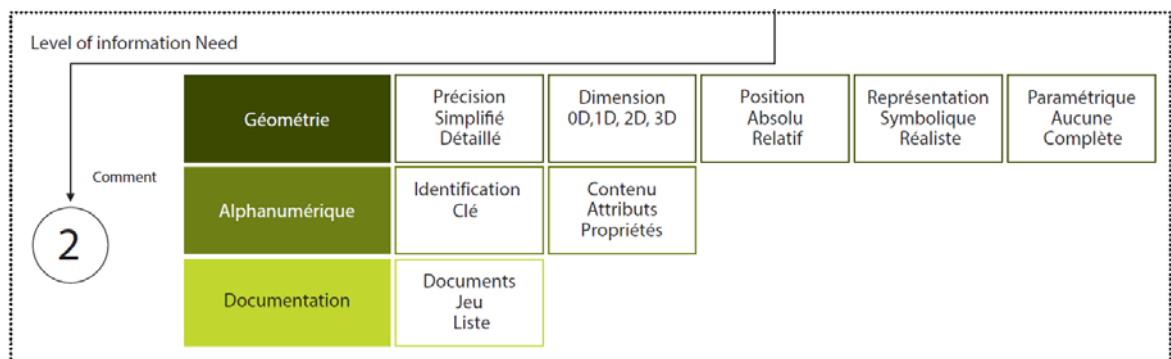 Level of information Need
Géométrie
Précision
Simplifié
Détaillé
Dimension
0D,1D, 2D, 3D
Position
Absolu
Relatif
Représentation
Symbolique
Réaliste
Paramétrique
Aucune
Complète
Comment
2
Alphanumérique
Identification
Clé
Contenu
Attributs
Propriétés
Documentation
Documents
Jeu
Liste